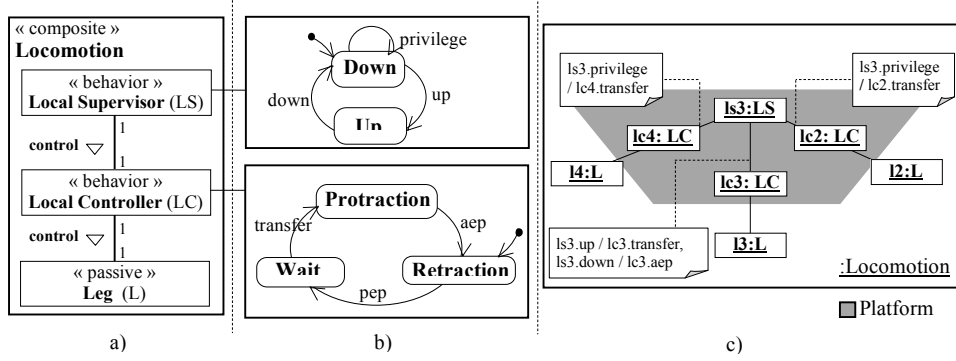 « composite »
Locomotion
« behavior »
Local Supervisor (LS)
1
control
1
« behavior »
Local Controller (LC)
1
control
1
« passive »
Leg (L)
a)
privilege
Down
down
up
Up
Protraction
transfer
aep
Wait
Retraction
pep
b)
ls3.privilege
/ lc4.transfer
ls3.privilege
/ lc2.transfer
ls3:LS
lc4: LC
lc2: LC
l4:L
lc3: LC
l2:L
ls3.up / lc3.transfer,
ls3.down / lc3.aep
l3:L
:Locomotion
Platform
c)